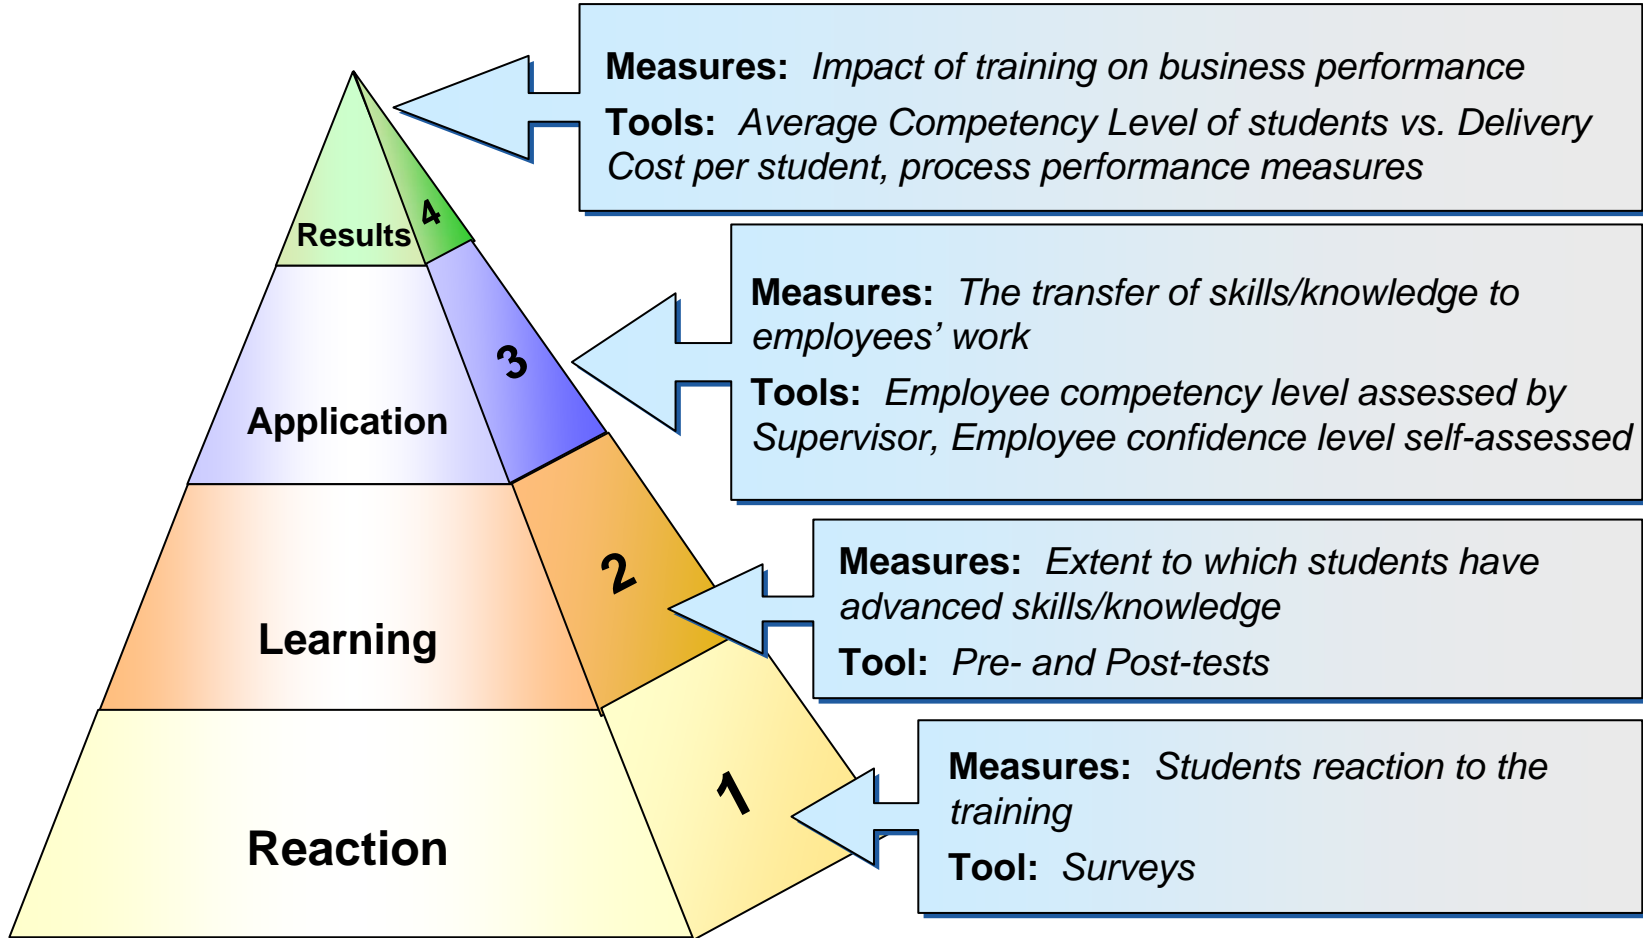 Measures: Impact of training on business performance
Tools: Average Competency Level of students vs. Delivery
Cost per student, process performance measures
Results
4
Measures: The transfer of skills/knowledge to
employees’ work
Tools: Employee competency level assessed by
Supervisor, Employee confidence level self-assessed
Application
3
Measures: Extent to which students have
advanced skills/knowledge
Tool: Pre- and Post-tests
Learning
2
Measures: Students reaction to the
training
Tool: Surveys
Reaction
1